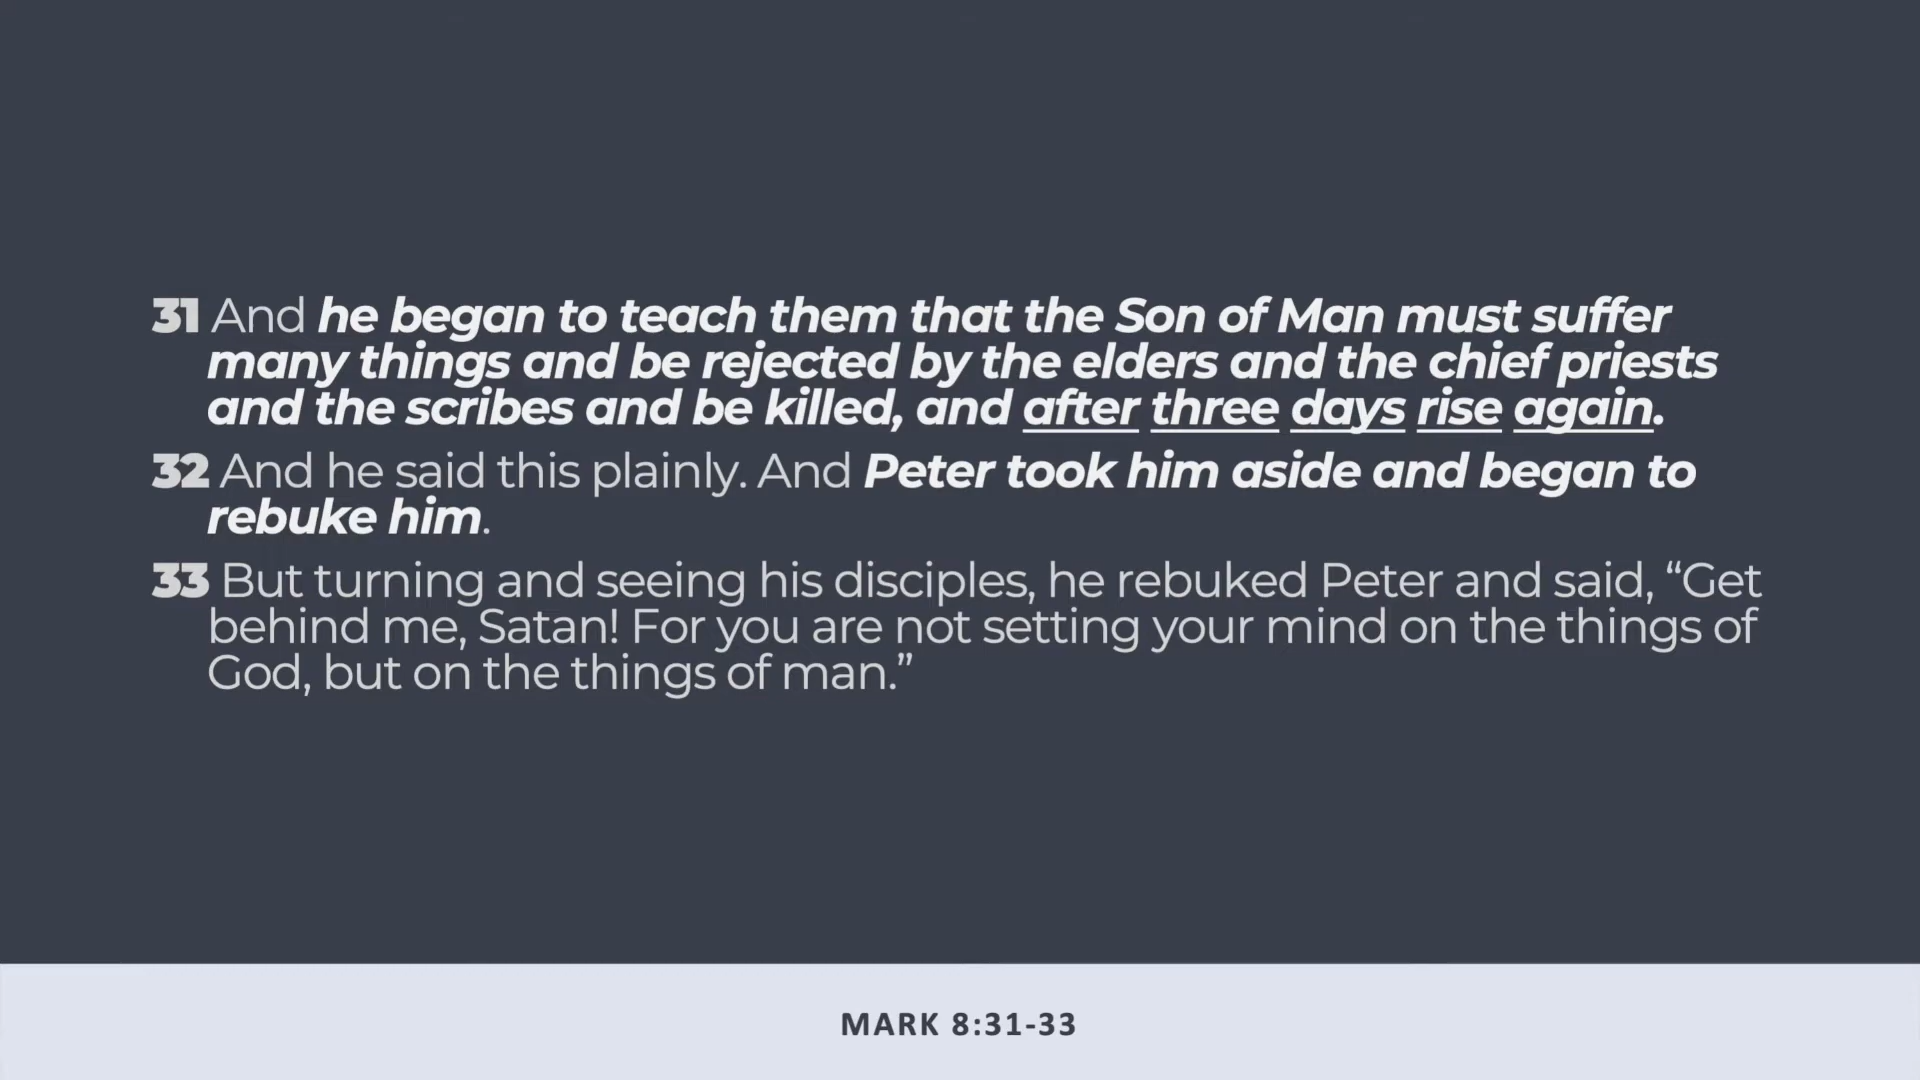 31 And he began to teach them that the Son of Man must suffer
many things and be rejected by the elders and the chief priests
and the scribes and be killed, and after three days rise again.
32 And he said this plainly. And Peter took him aside and began to
rebuke him.
33 But turning and seeing his disciples, he rebuked Peter and said, “Get
behind me, Satan! For you are not setting your mind on the things of
God, but on the things of man.”
MARK 8:31-33